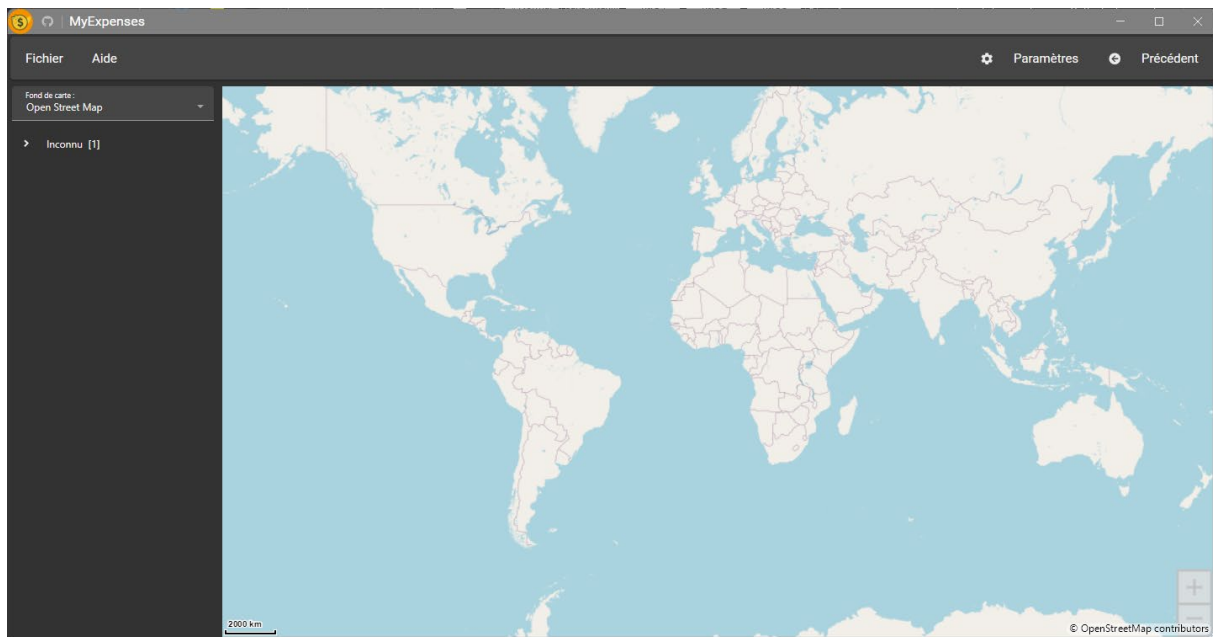 MyExpenses
Fichier Aide Paramètres Précédent
Fond de carte :
Open Street Map
Inconnu [1]
2000 km
© OpenStreetMap contributors